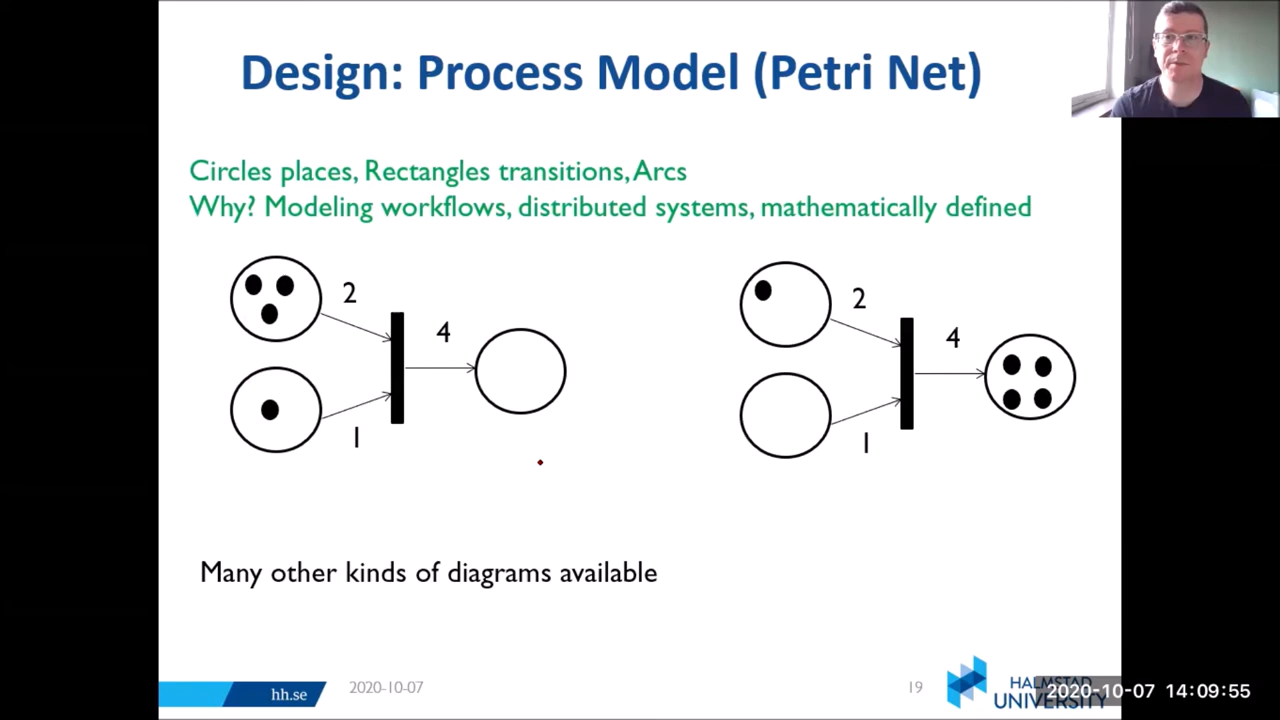 Design: Process Model (Petri Net)
Circles places, Rectangles transitions, Arcs
Why? Modeling workflows, distributed systems, mathematically defined
2
4
1
2
4
1
Many other kinds of diagrams available
hh.se
2020-10-07
19
HALMSTAD
UNIVERSITY
2020-10-07 14:09:55